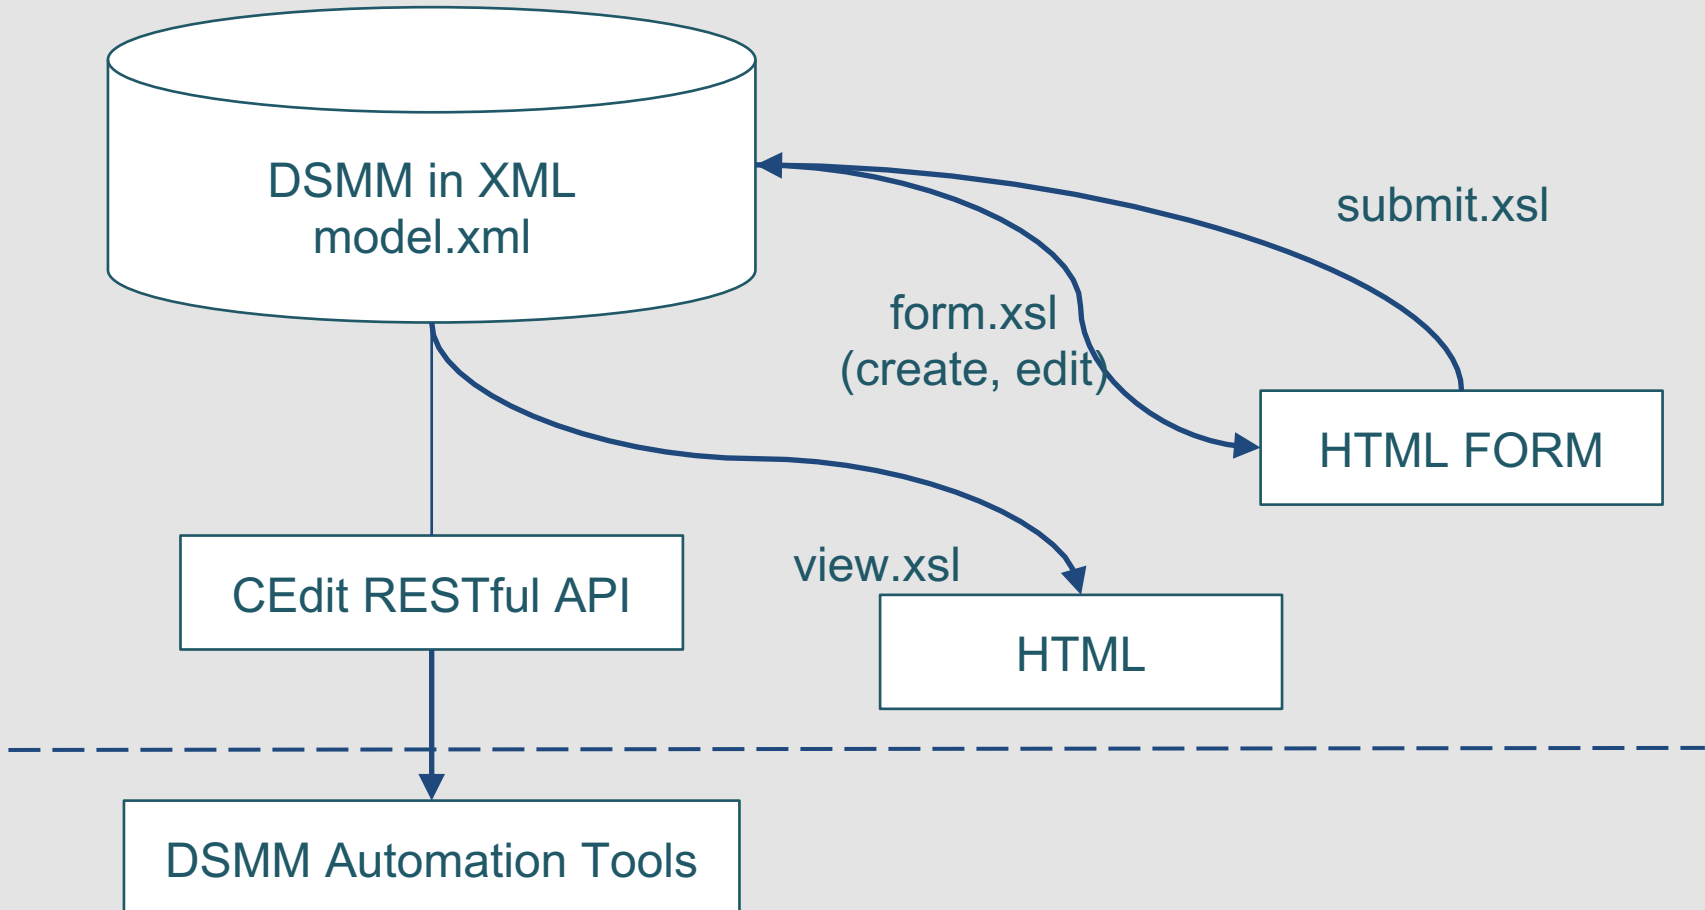 DSMM in XML
model.xml
submit.xsl
form.xsl
(create, edit)
HTML FORM
view.xsl
CEdit RESTful API
HTML
DSMM Automation Tools